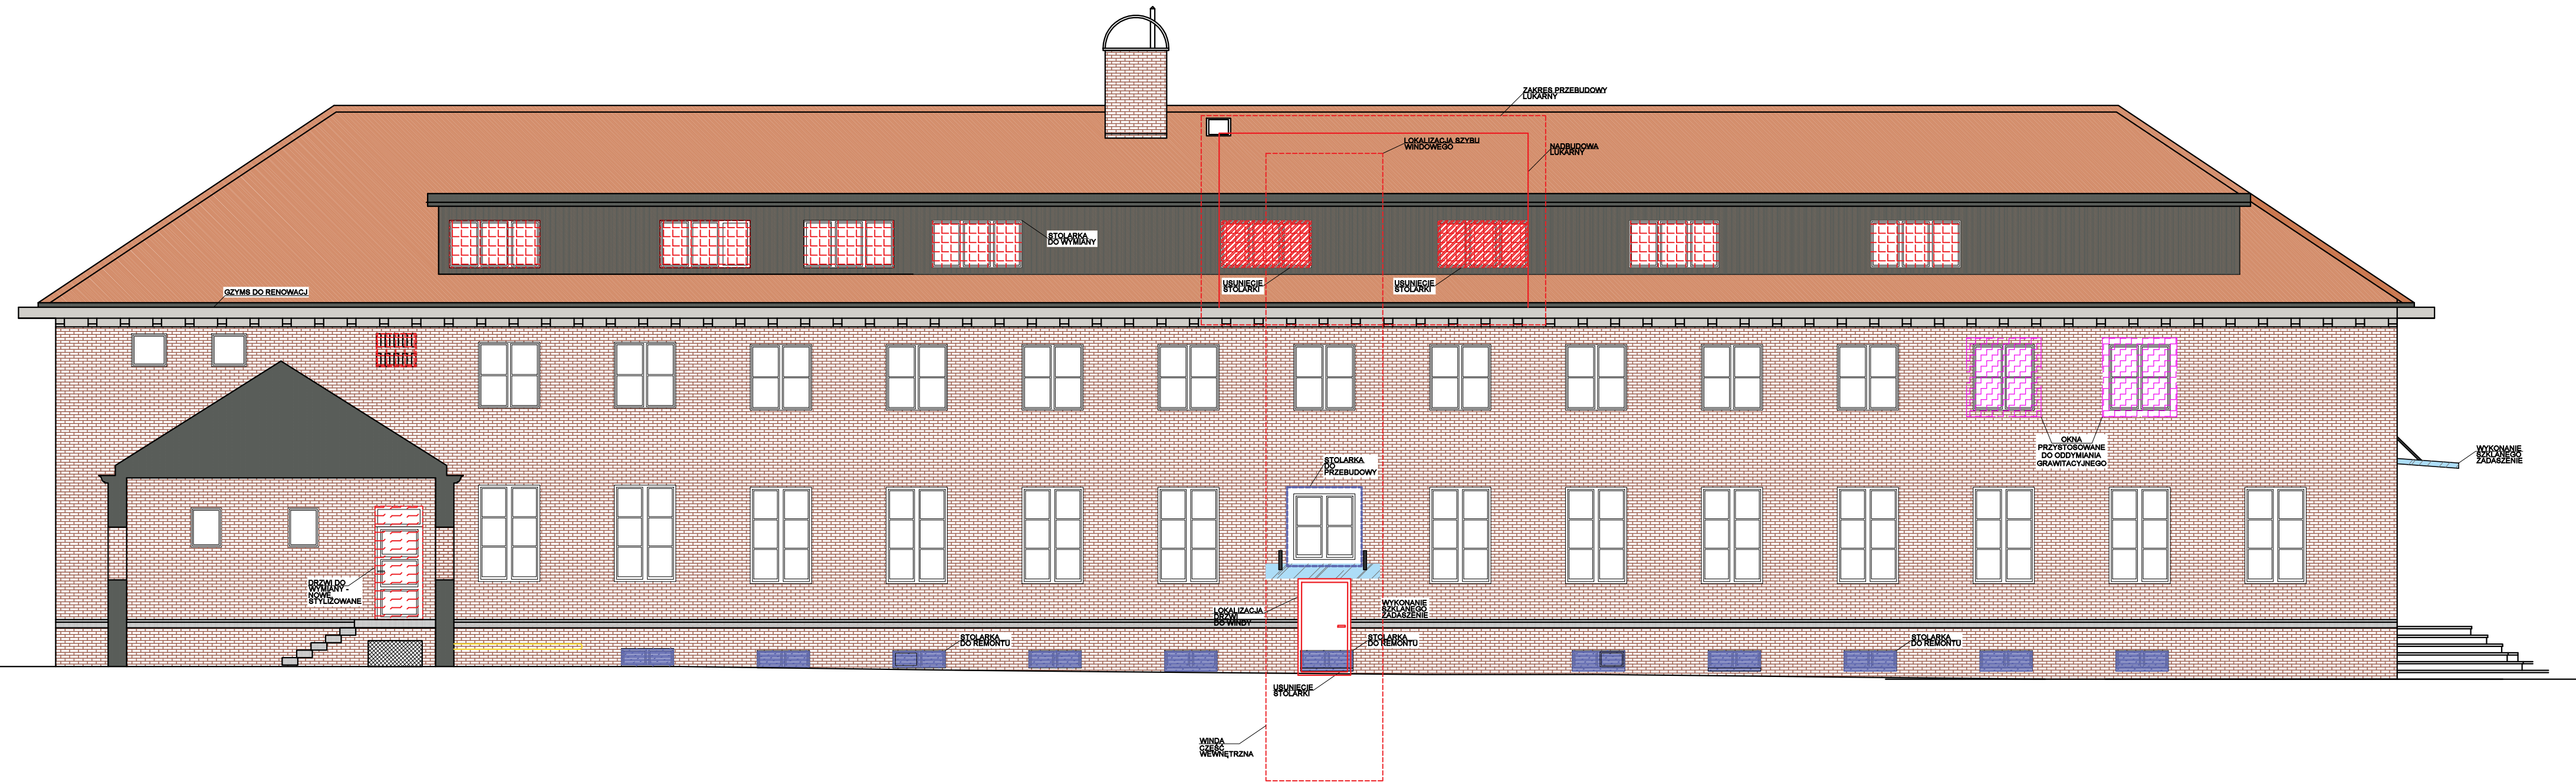 ZAKRES PRZEBUDOWY
LUKARNY
LOKALIZACJA SZYBU
WINDOWEGO
NADBUDOWA
LUKARNY
STOLARKA
DO WYMIANY
USUNIĘCIE
STOLARKI
USUNIĘCIE
STOLARKI
GZYMS DO RENOWACJ
OKNA
PRZYSTOSOWANE
DO ODDYMIANIA
GRAWITACYJNEGO
WYKONANIE
SZKLANEGO
ZADASZENIE
STOLARKA
DO
PRZEBUDOWY
DRZWI DO
WYMIANY -
NOWE
STYLIZOWANE
LOKALIZACJA
DRZWI
DO WINDY
WYKONANIE
SZKLANEGO
ZADASZENIE
STOLARKA
DO REMONTU
STOLARKA
DO REMONTU
STOLARKA
DO REMONTU
USUNIĘCIE
STOLARKI
WINDA
CZĘŚĆ
WEWNĘTRZNA